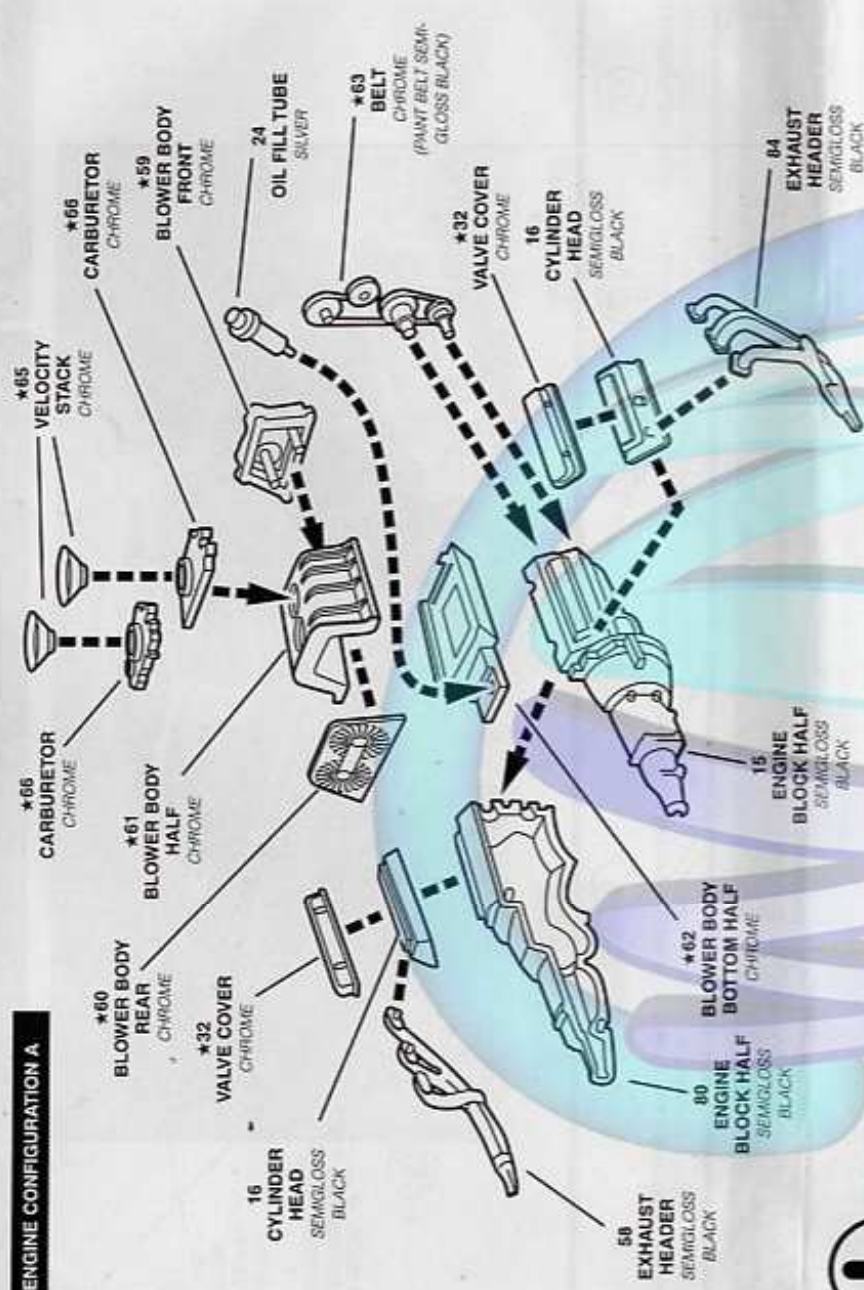 ENGINE CONFIGURATION A
★66
CARBURETOR
CHROME
★65
VELOCITY
STACK
CHROME
★66
CARBURETOR
CHROME
★59
BLOWER BODY
FRONT
CHROME
24
OIL FILL TUBE
SILVER
★63
BELT
CHROME
(PAINT BELT SEMI-
GLOSS BLACK)
★61
BLOWER BODY
HALF
CHROME
★60
BLOWER BODY
REAR
CHROME
★32
VALVE COVER
CHROME
16
CYLINDER
HEAD
SEMIGLOSS
BLACK
★32
VALVE COVER
CHROME
16
CYLINDER
HEAD
SEMIGLOSS
BLACK
84
EXHAUST
HEADER
SEMIGLOSS
BLACK
58
EXHAUST
HEADER
SEMIGLOSS
BLACK
80
ENGINE
BLOCK HALF
SEMIGLOSS
BLACK
★62
BLOWER BODY
BOTTOM HALF
CHROME
15
ENGINE
BLOCK HALF
SEMIGLOSS
BLACK